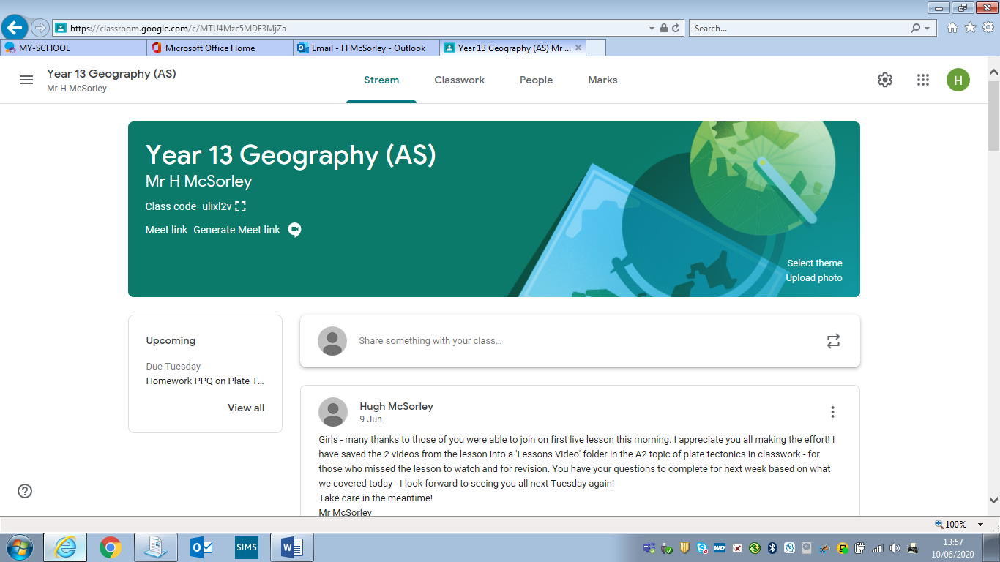 https://classroom.google.com/c/MTU4Mzc5MDE3MjZa
Search...
MY-SCHOOL
Microsoft Office Home
Email - H McSorley - Outlook
Year 13 Geography (AS) Mr ...
Year 13 Geography (AS)
Mr H McSorley
Stream
Classwork
People
Marks
H
Year 13 Geography (AS)
Mr H McSorley
Class code ulixl2v
Meet link Generate Meet link
Select theme
Upload photo
Upcoming
Due Tuesday
Homework PPQ on Plate T...
View all
Share something with your class...
Hugh McSorley
9 Jun
Girls - many thanks to those of you were able to join on first live lesson this morning. I appreciate you all making the effort! I
have saved the 2 videos from the lesson into a 'Lessons Video' folder in the A2 topic of plate tectonics in classwork - for
those who missed the lesson to watch and for revision. You have your questions to complete for next week based on what
we covered today - I look forward to seeing you all next Tuesday again!
Take care in the meantime!
Mr McSorley
100%
SIMS
WD
13:57
10/06/2020